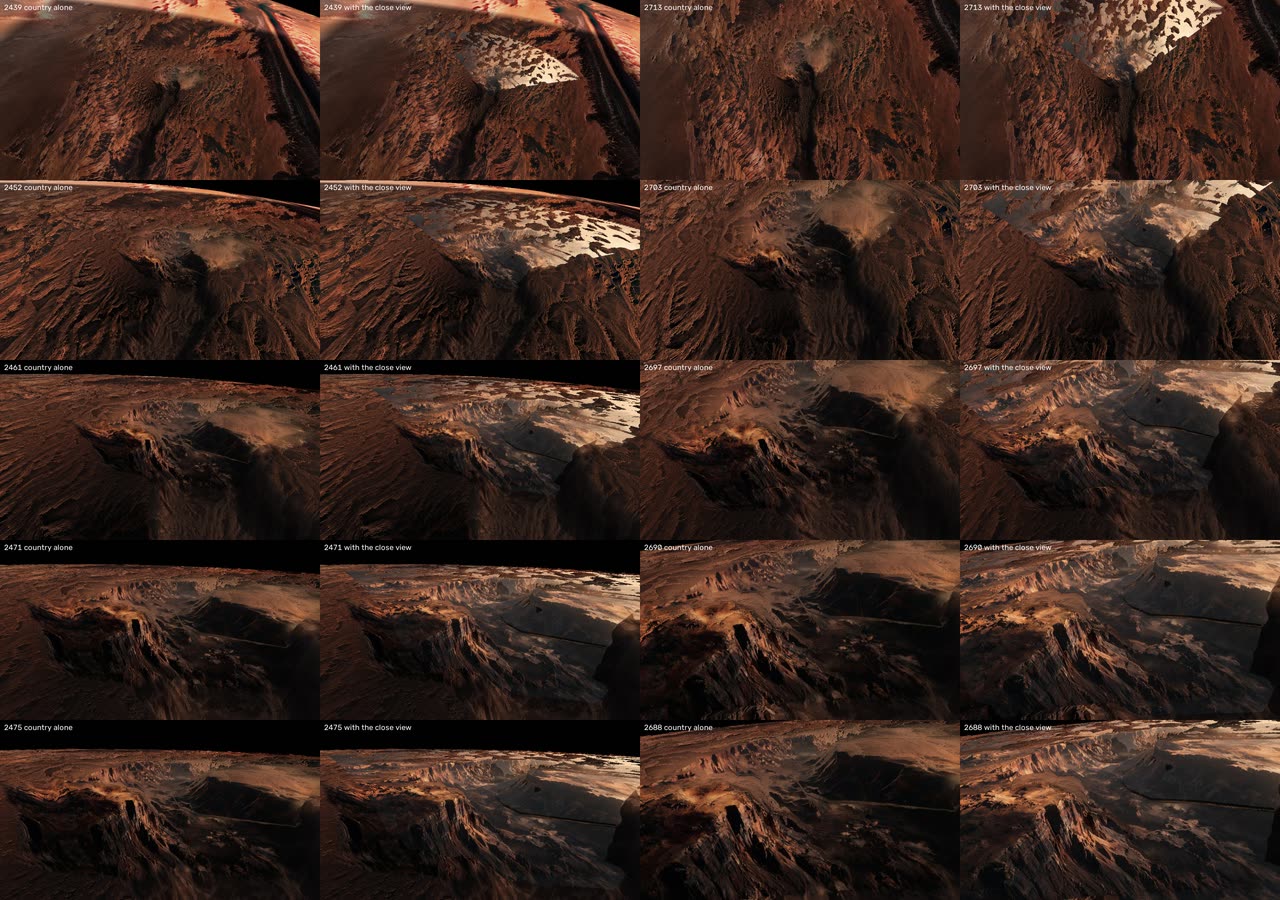 2439 country alone
2439 with the close view
2713 country alone
2713 with the close view
2452 country alone
2452 with the close view
2703 country alone
2703 with the close view
2461 country alone
2461 with the close view
2697 country alone
2697 with the close view
2471 country alone
2471 with the close view
2690 country alone
2690 with the close view
2475 country alone
2475 with the close view
2688 country alone
2688 with the close view